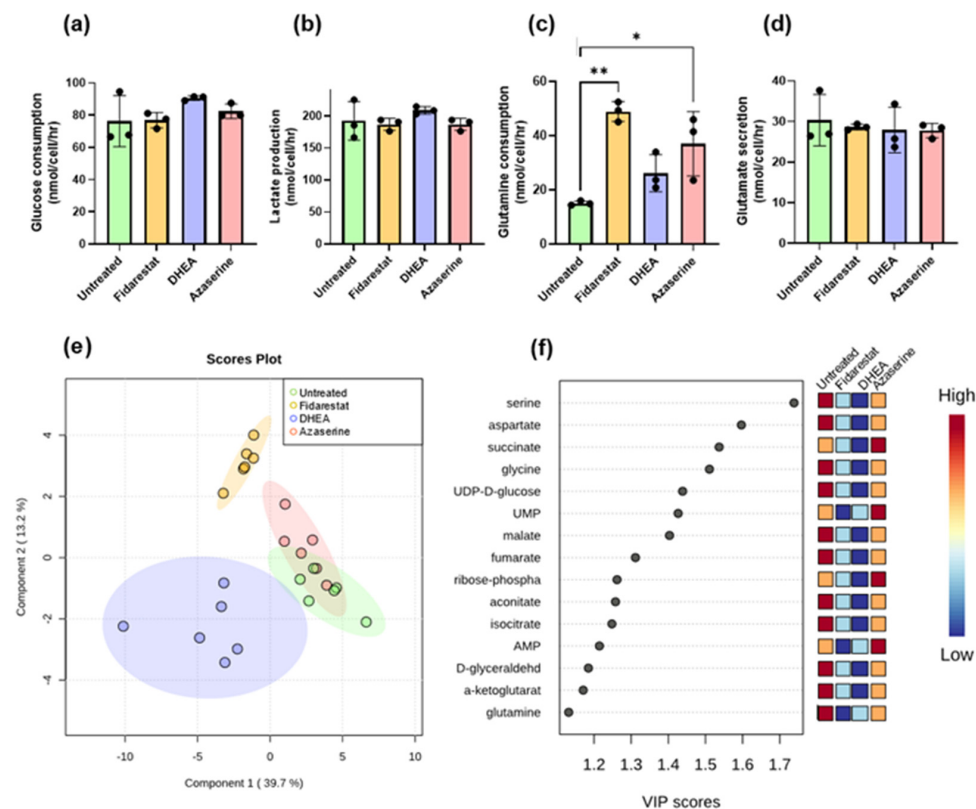 (a)
Glucose consumption
(nmol/cell/hr)
100
80
60
40
20
0
Untreated
Fidarestat
DHEA
Azaserine
(b)
Lactate production
(nmol/cell/hr)
200
150
100
50
0
Untreated
Fidarestat
DHEA
Azaserine
(c)
Glutamine consumption
(nmol/cell/hr)
60
40
20
0
*
**
Untreated
Fidarestat
DHEA
Azaserine
(d)
Glutamate secretion
(nmol/cell/hr)
40
30
20
10
0
Untreated
Fidarestat
DHEA
Azaserine
(e)
Scores Plot
Untreated
Fidarestat
DHEA
Azaserine
Component 2 ( 13.2 %)
4
2
0
-2
-4
-10
-5
0
5
10
Component 1 ( 39.7 %)
(f)
Untreated
Fidarestat
DHEA
Azaserine
serine
aspartate
succinate
glycine
UDP-D-glucose
UMP
malate
fumarate
ribose-phospha
aconitate
isocitrate
AMP
D-glyceraldehd
a-ketoglutarat
glutamine
1.2
1.3
1.4
1.5
1.6
1.7
VIP scores
High
Low